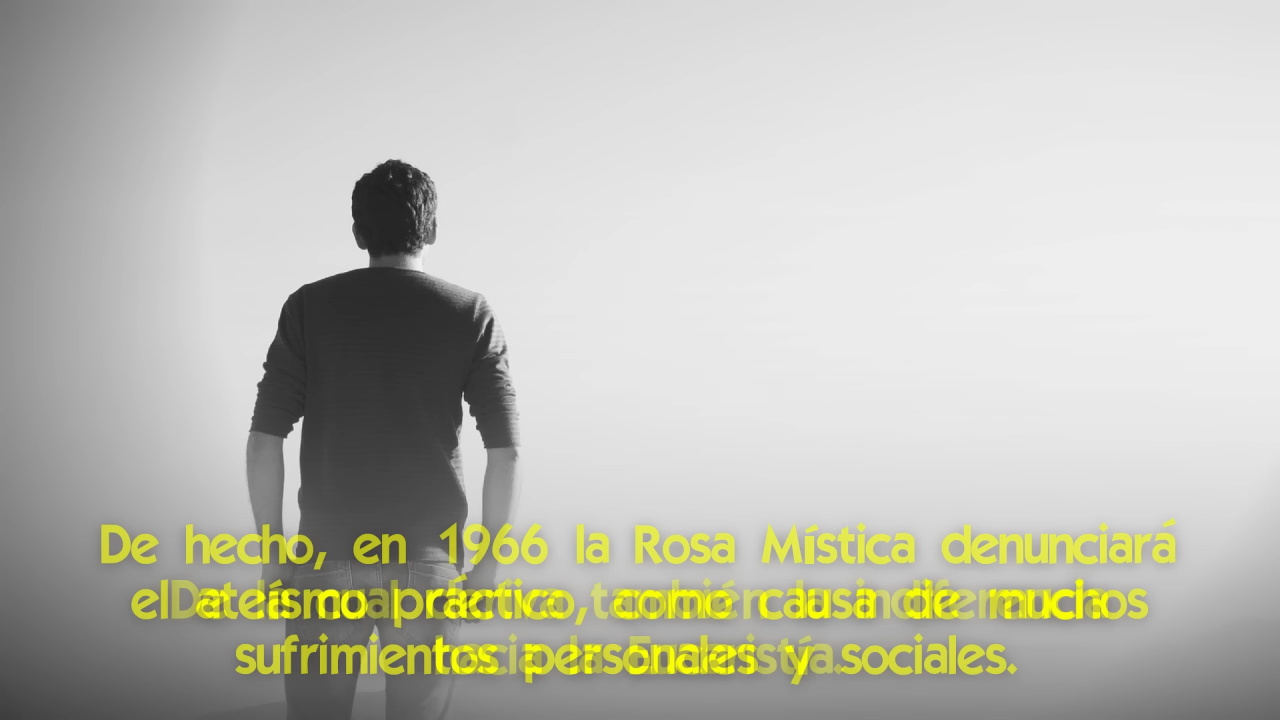 De hecho, en 1966 la Rosa Mística denunciará
el ateísmo práctico, como causa de muchos
sufrimientos personales y sociales.